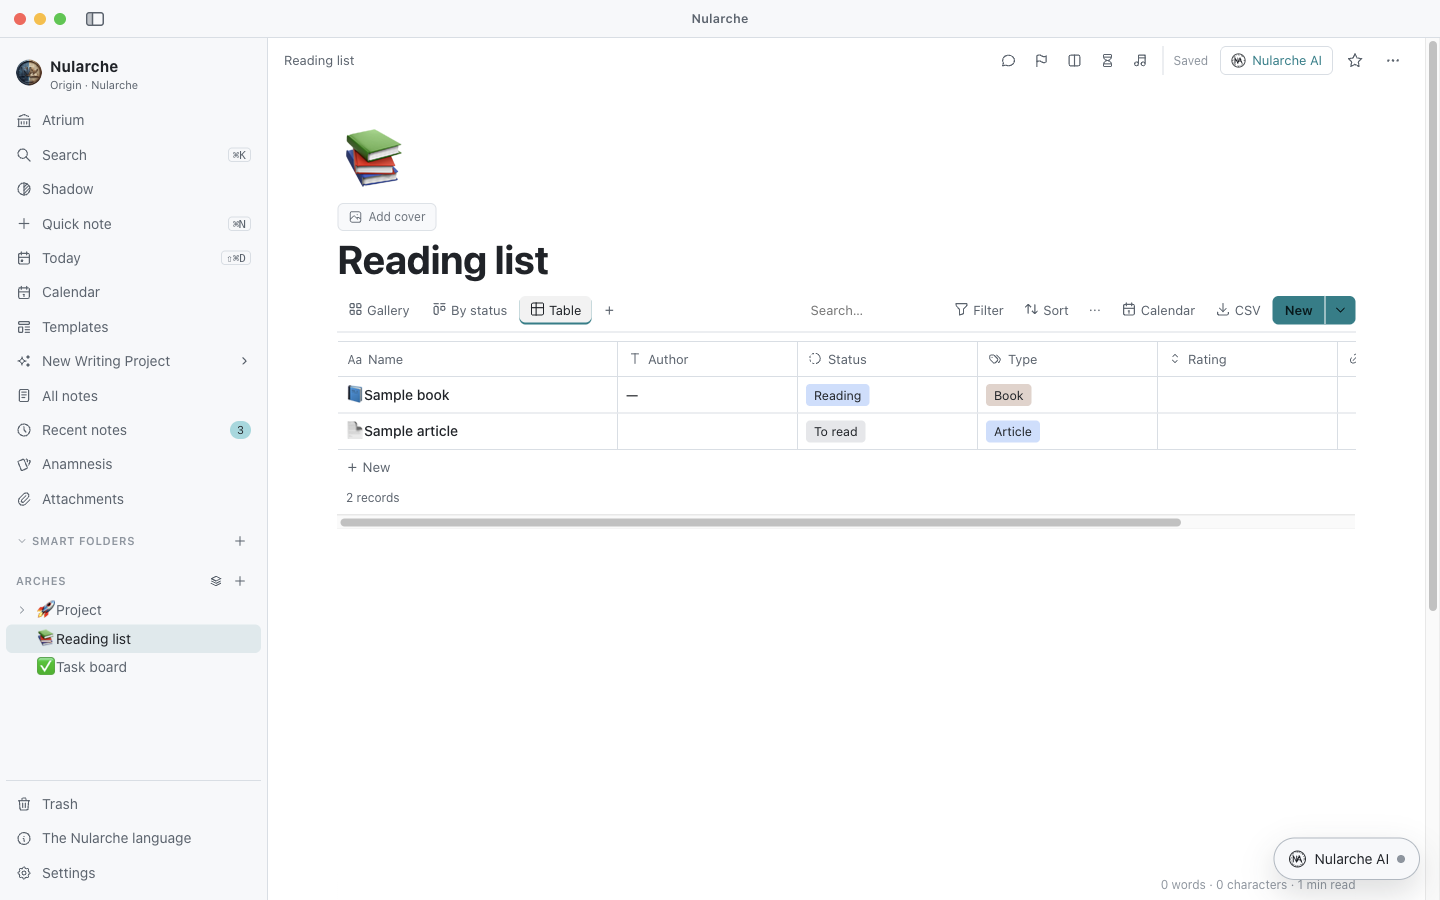 Nularche
Nularche
Origin · Nularche
Atrium
Search ⌘K
Shadow
Quick note ⌘N
Today ⇧⌘D
Calendar
Templates
New Writing Project
All notes
Recent notes 3
Anamnesis
Attachments
SMART FOLDERS
ARCHES
Project
Reading list
Task board
Trash
The Nularche language
Settings
Reading list
Saved
Nularche AI
Add cover
Reading list
Gallery By status Table + Search... Filter Sort ... Calendar CSV New
Aa Name Author Status Type Rating
Sample book — Reading Book
Sample article To read Article
+ New
2 records
Nularche AI
0 words · 0 characters · 1 min read